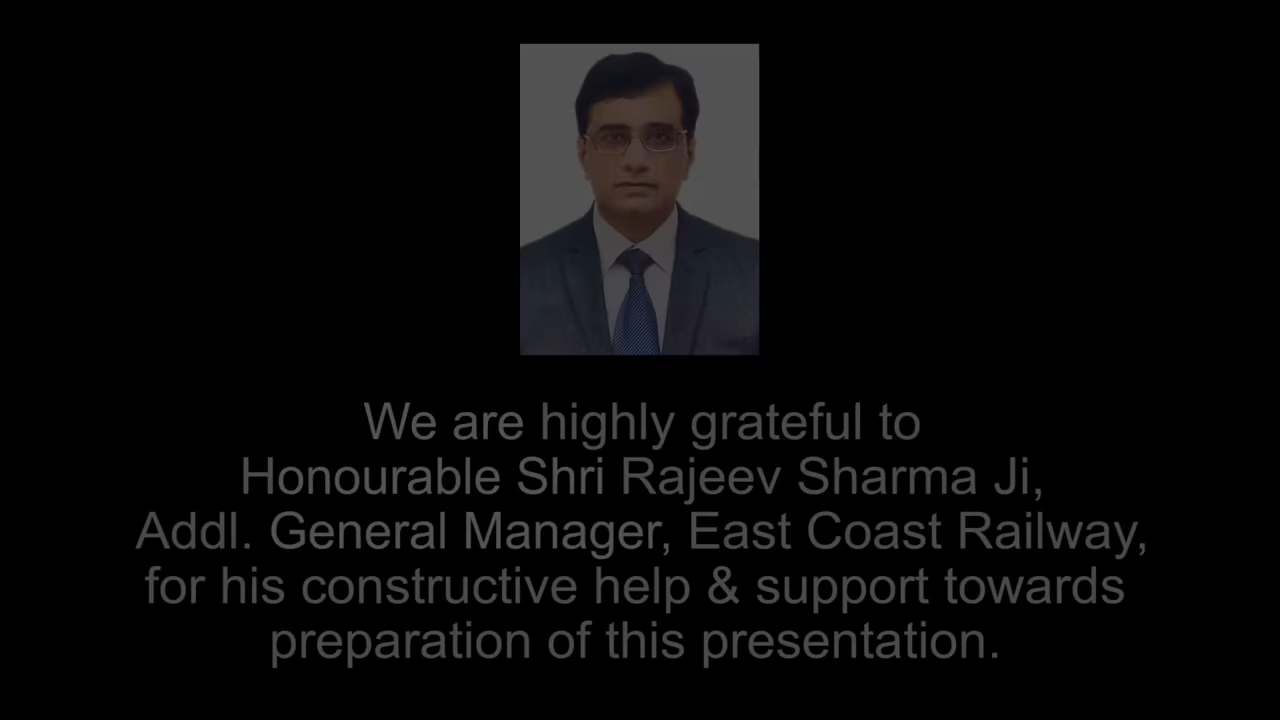 We are highly grateful to
Honourable Shri Rajeev Sharma Ji,
Addl. General Manager, East Coast Railway,
for his constructive help & support towards
preparation of this presentation.